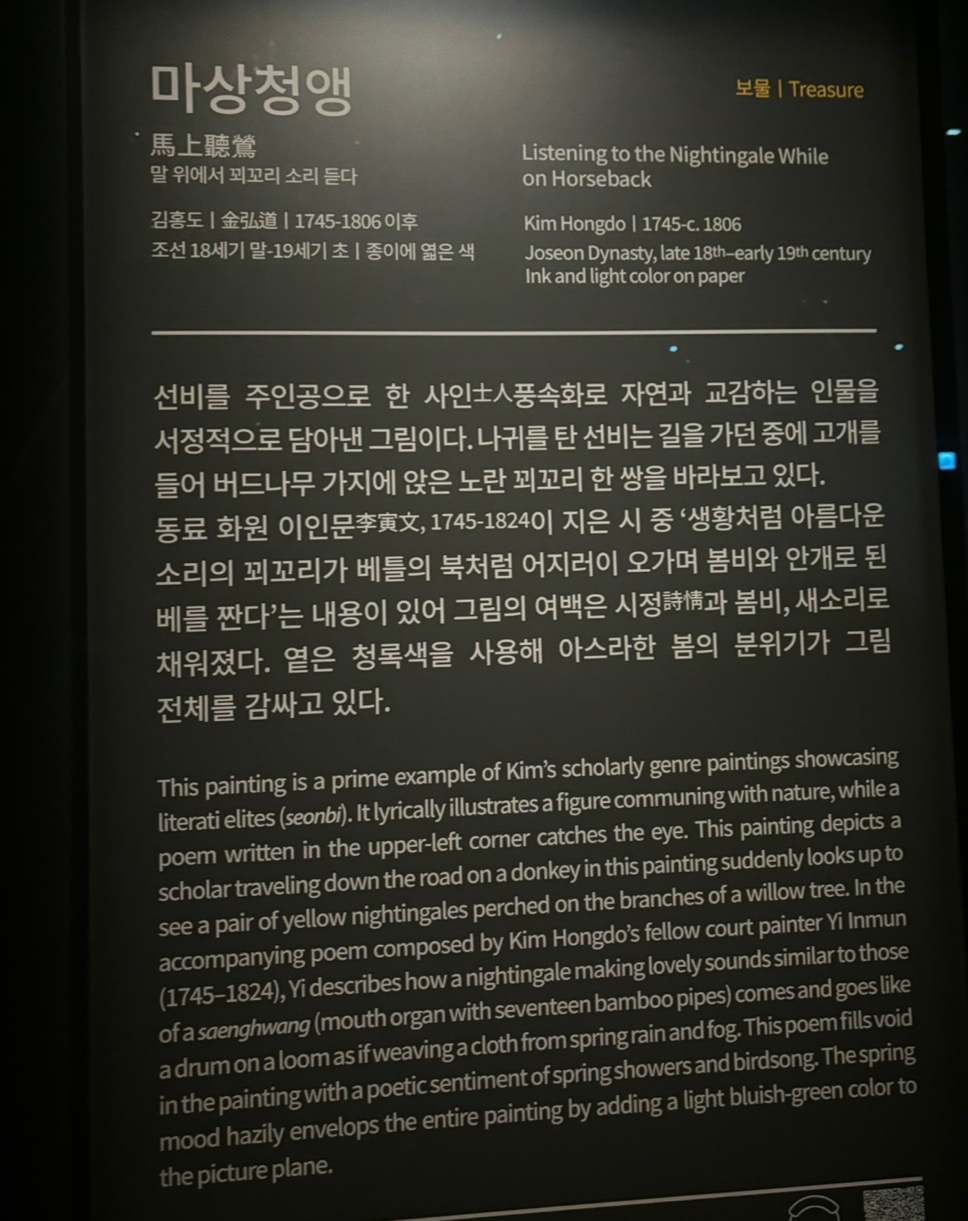 마상청앵
보물 | Treasure
馬上聽鶯
말 위에서 꾀꼬리 소리 듣다
Listening to the Nightingale While
on Horseback
김홍도 | 金弘道 | 1745-1806 이후
조선 18세기 말-19세기 초 | 종이에 엷은 색
Kim Hongdo | 1745-c. 1806
Joseon Dynasty, late 18th–early 19th century
Ink and light color on paper
선비를 주인공으로 한 사인士人풍속화로 자연과 교감하는 인물을
서정적으로 담아낸 그림이다. 나귀를 탄 선비는 길을 가던 중에 고개를
들어 버드나무 가지에 앉은 노란 꾀꼬리 한 쌍을 바라보고 있다.
동료 화원 이인문李寅文, 1745-1824이 지은 시 중 ‘생황처럼 아름다운
소리의 꾀꼬리가 베틀의 북처럼 어지러이 오가며 봄비와 안개로 된
베를 짠다’는 내용이 있어 그림의 여백은 시정詩情과 봄비, 새소리로
채워졌다. 옅은 청록색을 사용해 아스라한 봄의 분위기가 그림
전체를 감싸고 있다.
This painting is a prime example of Kim’s scholarly genre paintings showcasing
literati elites (seonbi). It lyrically illustrates a figure communing with nature, while a
poem written in the upper-left corner catches the eye. This painting depicts a
scholar traveling down the road on a donkey in this painting suddenly looks up to
see a pair of yellow nightingales perched on the branches of a willow tree. In the
accompanying poem composed by Kim Hongdo’s fellow court painter Yi Inmun
(1745–1824), Yi describes how a nightingale making lovely sounds similar to those
of a saenghwang (mouth organ with seventeen bamboo pipes) comes and goes like
a drum on a loom as if weaving a cloth from spring rain and fog. This poem fills void
in the painting with a poetic sentiment of spring showers and birdsong. The spring
mood hazily envelops the entire painting by adding a light bluish-green color to
the picture plane.